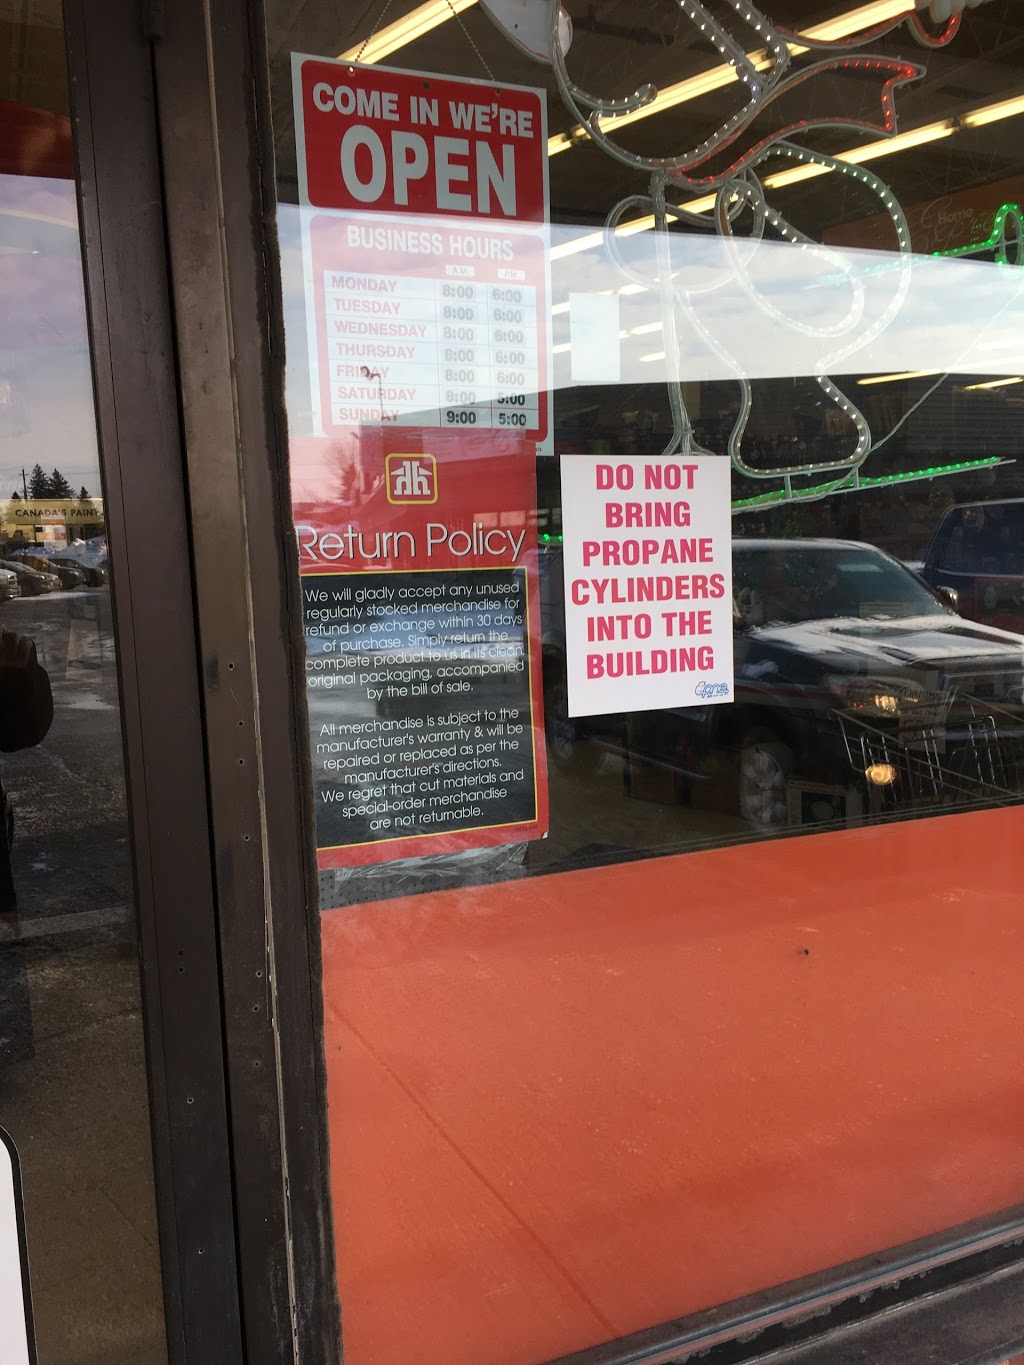 COME IN WE'RE
OPEN
BUSINESS HOURS
A.M. P.M.
MONDAY 8:00 6:00
TUESDAY 8:00 6:00
WEDNESDAY 8:00 6:00
THURSDAY 8:00 6:00
FRIDAY 8:00 6:00
SATURDAY 8:00 5:00
SUNDAY 9:00 5:00
Return Policy
We will gladly accept any unused
regularly stocked merchandise for
refund or exchange within 30 days
of purchase. Simply return the
complete product to us in its clean,
original packaging, accompanied
by the bill of sale.
All merchandise is subject to the
manufacturer's warranty & will be
repaired or replaced as per the
manufacturer's directions.
We regret that cut materials and
special-order merchandise
are not returnable.
DO NOT
BRING
PROPANE
CYLINDERS
INTO THE
BUILDING
CANADA'S PAINT
Home